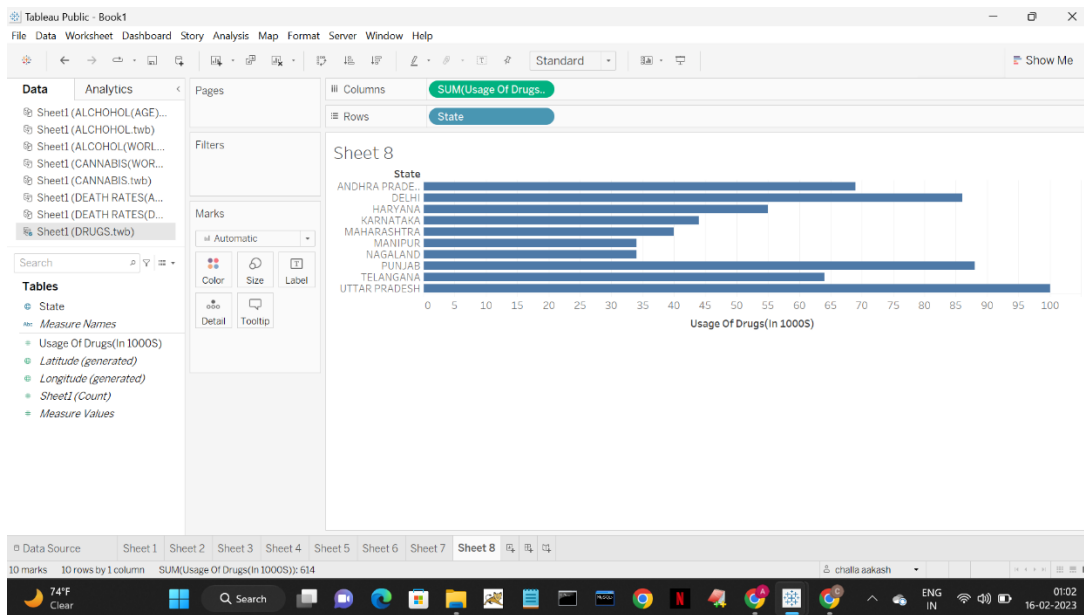 Tableau Public - Book1
File Data Worksheet Dashboard Story Analysis Map Format Server Window Help
Standard
Show Me
Data Analytics
Sheet1 (ALCHOHOL(AGE)...
Sheet1 (ALCHOHOL.twb)
Sheet1 (ALCOHOL(WORL...
Sheet1 (CANNABIS(WOR...
Sheet1 (CANNABIS.twb)
Sheet1 (DEATH RATES(A...
Sheet1 (DEATH RATES(D...
Sheet1 (DRUGS.twb)
Search
Tables
State
Abc Measure Names
Usage Of Drugs(In 1000S)
Latitude (generated)
Longitude (generated)
Sheet1 (Count)
Measure Values
Pages
Filters
Marks
Automatic
Color Size Label
Detail Tooltip
Columns SUM(Usage Of Drugs..
Rows State
Sheet 8
State
ANDHRA PRADE..
DELHI
HARYANA
KARNATAKA
MAHARASHTRA
MANIPUR
NAGALAND
PUNJAB
TELANGANA
UTTAR PRADESH
0 5 10 15 20 25 30 35 40 45 50 55 60 65 70 75 80 85 90 95 100
Usage Of Drugs(In 1000S)
Data Source Sheet 1 Sheet 2 Sheet 3 Sheet 4 Sheet 5 Sheet 6 Sheet 7 Sheet 8
10 marks 10 rows by 1 column SUM(Usage Of Drugs(In 1000S)): 614
challa aakash
74°F
Clear
Search
ENG
IN
01:02
16-02-2023